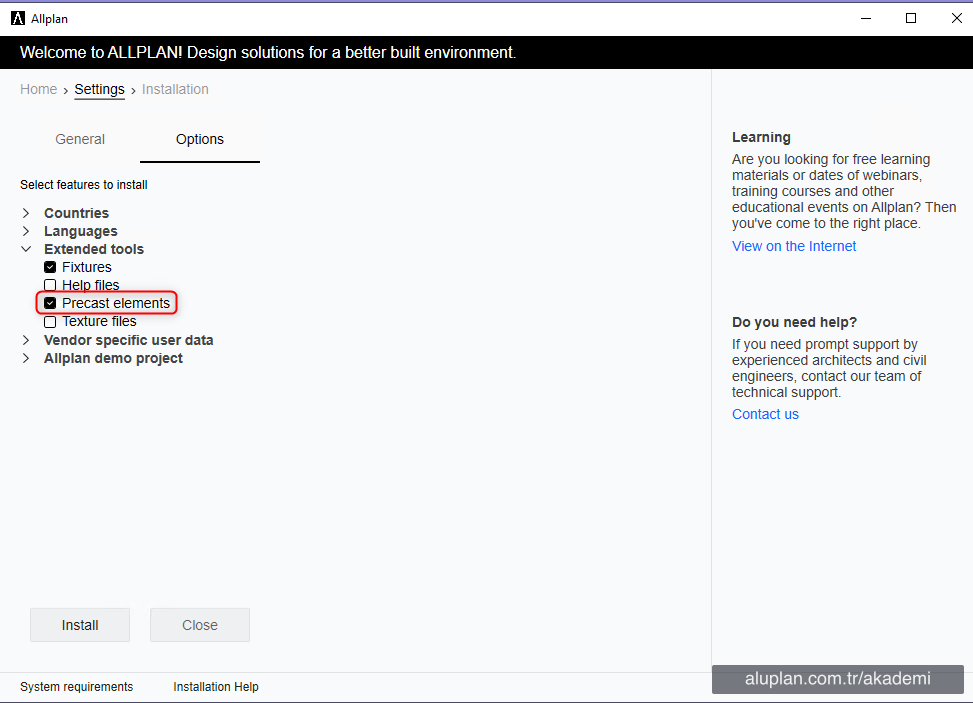 Allplan
Welcome to ALLPLAN! Design solutions for a better built environment.
Home > Settings > Installation
General
Options
Select features to install
Countries
Languages
Extended tools
Fixtures
Help files
Precast elements
Texture files
Vendor specific user data
Allplan demo project
Install
Close
System requirements
Installation Help
Learning
Are you looking for free learning
materials or dates of webinars,
training courses and other
educational events on Allplan? Then
you've come to the right place.
View on the Internet
Do you need help?
If you need prompt support by
experienced architects and civil
engineers, contact our team of
technical support.
Contact us
aluplan.com.tr/akademi